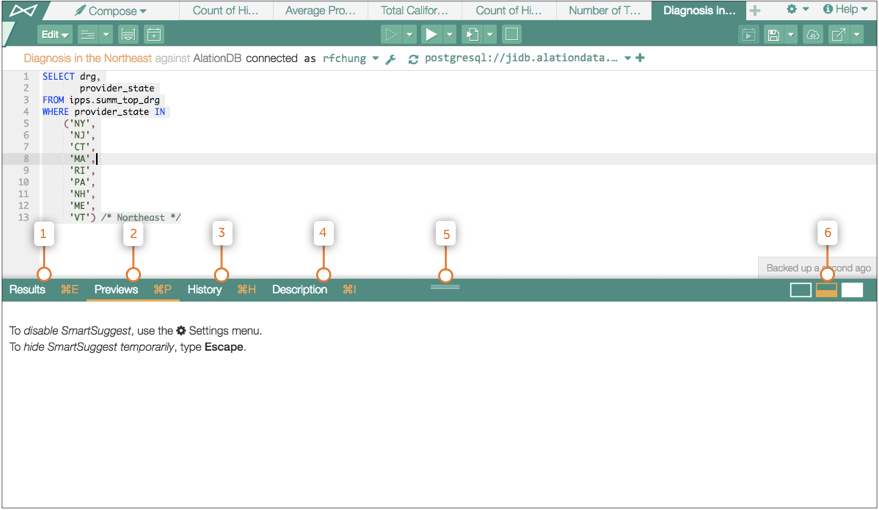 Compose Count of Hi... Average Pro... Total Califor... Count of Hi... Number of T... Diagnosis in... + Help
Edit
Diagnosis in the Northeast against AlationDB connected as rfchung postgresql://jidb.alationdata.... +
1 SELECT drg,
2 provider_state
3 FROM ipps.summ_top_drg
4 WHERE provider_state IN
5 ('NY',
6 'NJ',
7 'CT',
8 'MA',
9 'RI',
10 'PA',
11 'NH',
12 'ME',
13 'VT') /* Northeast */
1 2 3 4 5 6
Backed up a second ago
Results ⌘E Previews ⌘P History ⌘H Description ⌘I
To disable SmartSuggest, use the Settings menu.
To hide SmartSuggest temporarily, type Escape.